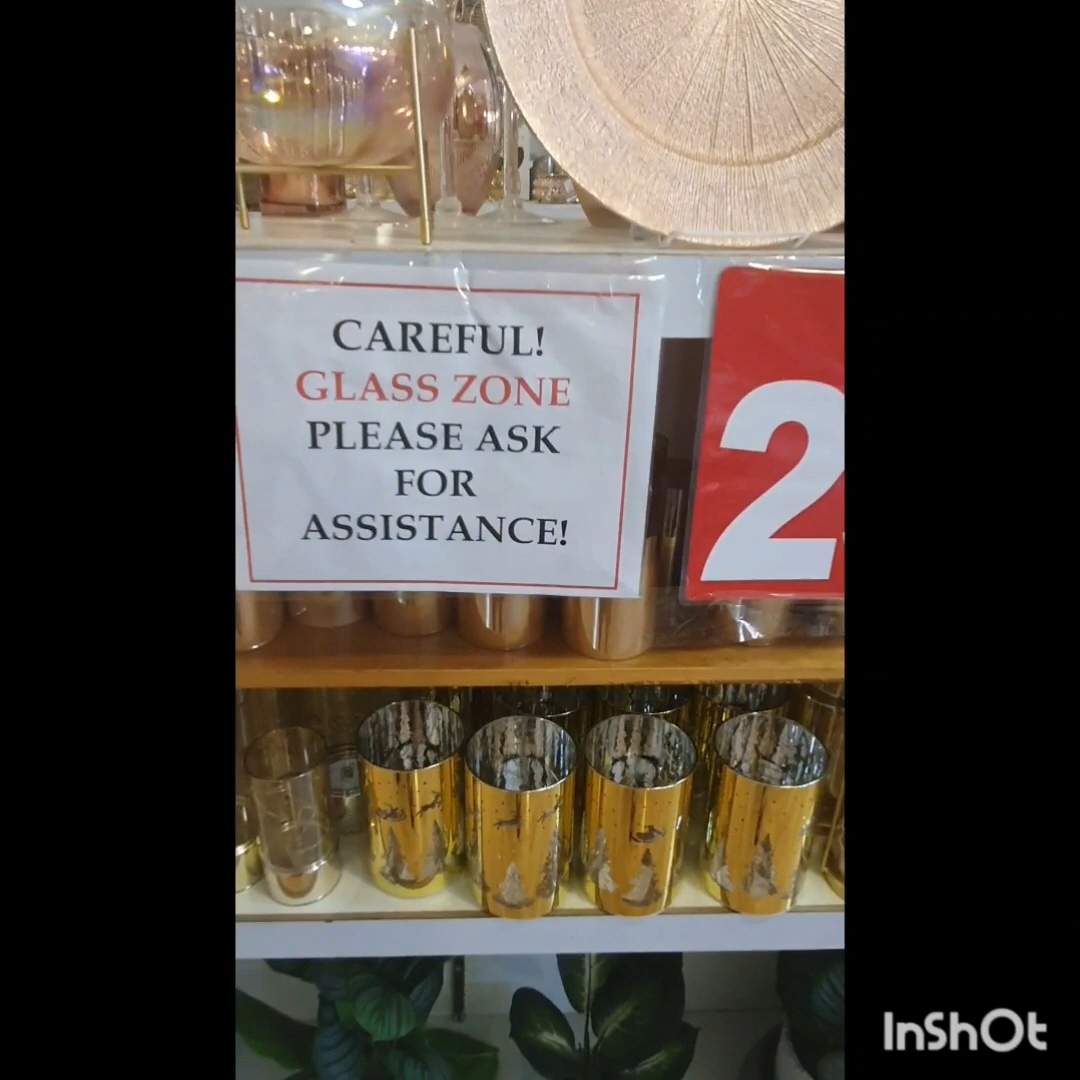 CAREFUL!
GLASS ZONE
PLEASE ASK
FOR
ASSISTANCE!
2
InShOt